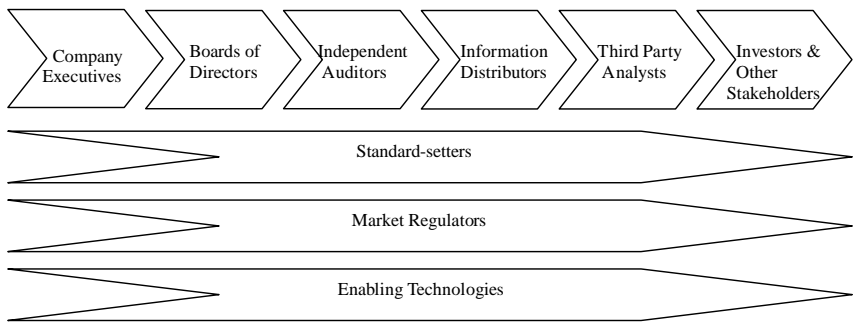 Company
Executives
Boards of
Directors
Independent
Auditors
Information
Distributors
Third Party
Analysts
Investors &
Other
Stakeholders
Standard-setters
Market Regulators
Enabling Technologies